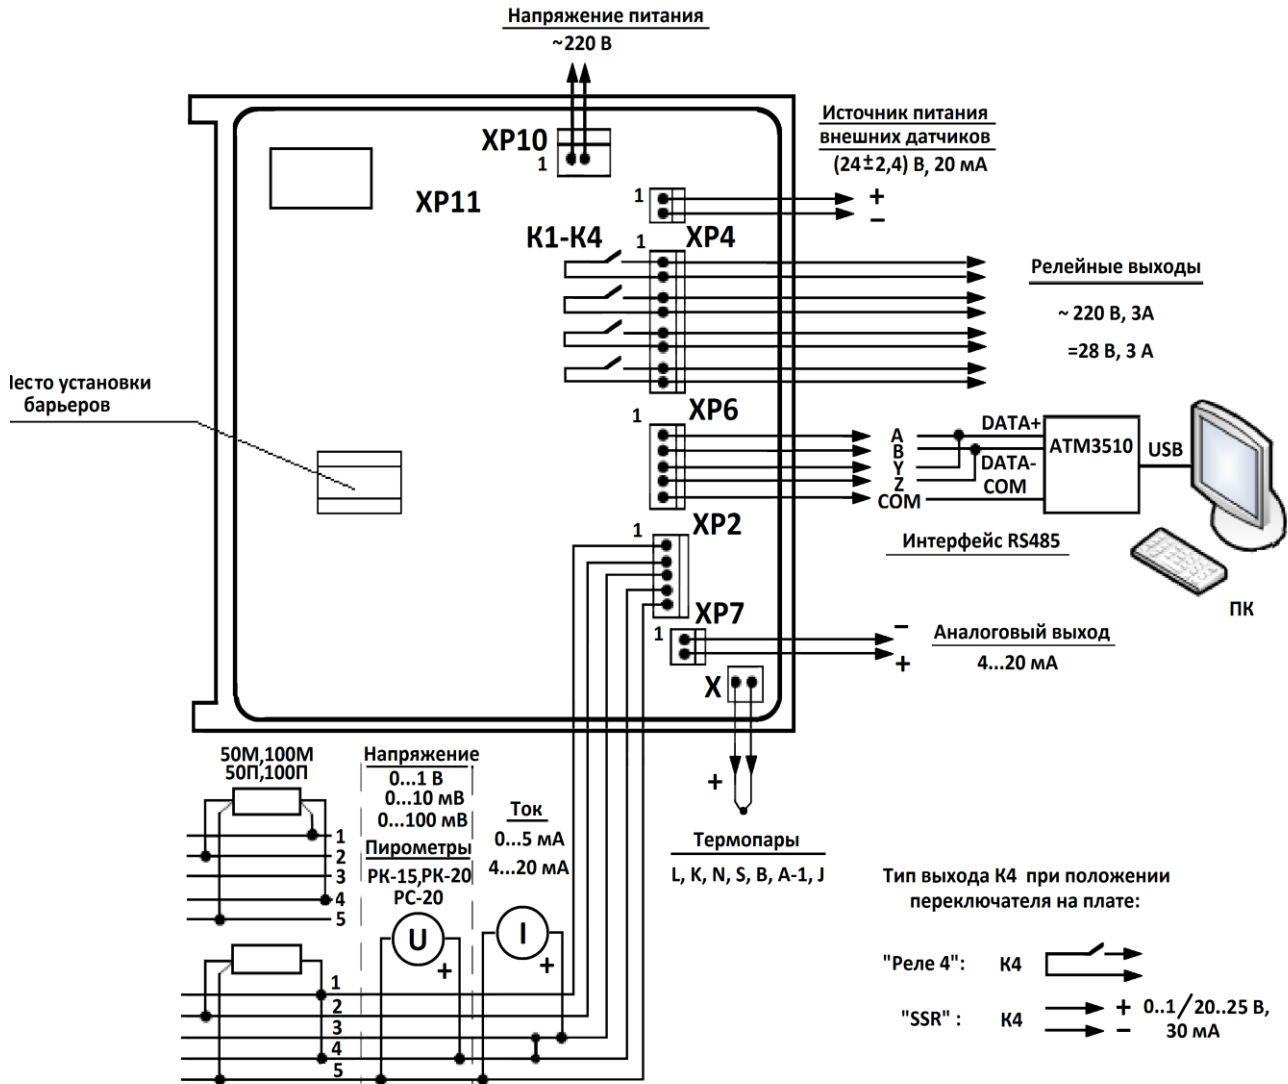 Напряжение питания
~220 В
XP10
1
XP11
1
Источник питания
внешних датчиков
(24±2,4) В, 20 мА
+
−
К1-К4
1
XP4
Релейные выходы
~ 220 В, 3А
=28 В, 3 А
есто установки
барьеров
1
XP6
A
B
Y
Z
COM
DATA+
DATA-
COM
ATM3510
USB
Интерфейс RS485
ПК
1
XP2
1
XP7
−
+
Аналоговый выход
4...20 мА
X
+
Термопары
L, K, N, S, B, A-1, J
50М,100М
50П,100П
1
2
3
4
5
Напряжение
0...1 В
0...10 мВ
0...100 мВ
Пирометры
РК-15,РК-20
РС-20
U
+
Ток
0...5 мА
4...20 мА
I
+
1
2
3
4
5
Тип выхода К4 при положении
переключателя на плате:
"Реле 4": К4
"SSR" : К4 + 0..1/20..25 В,
− 30 мА